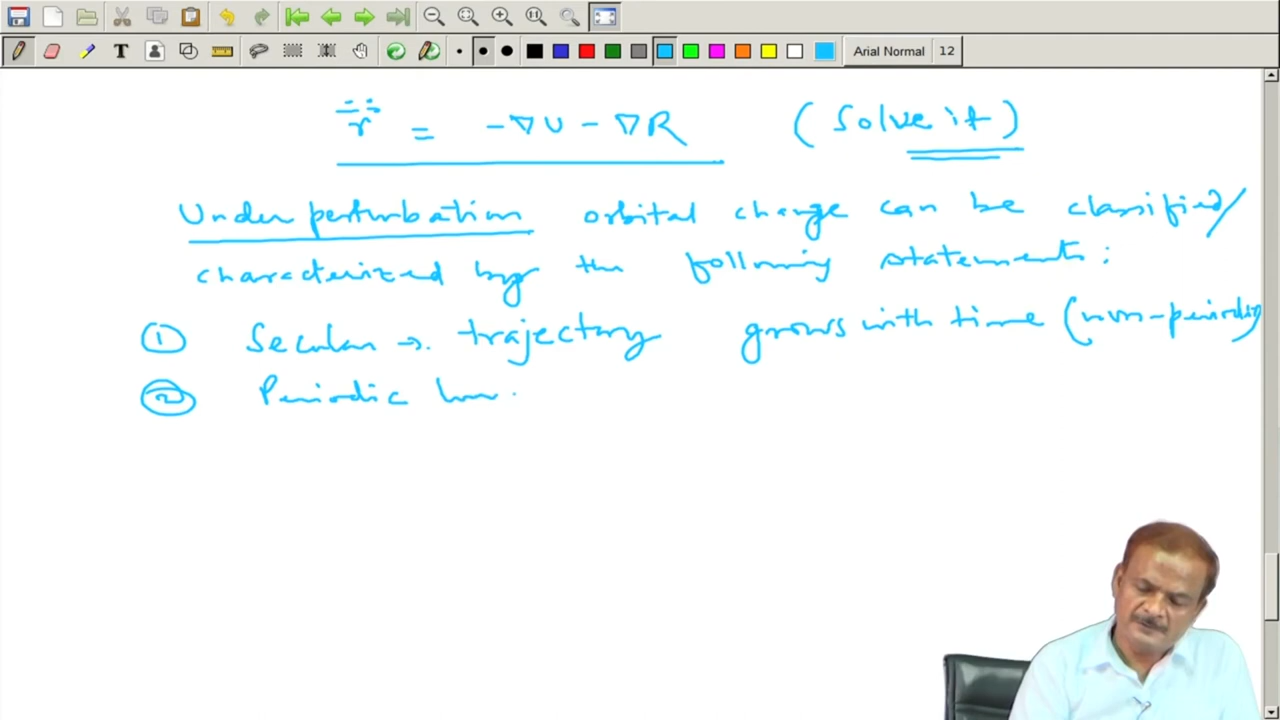 Arial Normal 12
r̈ = -∇U - ∇R (Solve it)
Under perturbation orbital change can be classified/
characterized by the following statements:
① Secular → trajectory grows with time (non-periodic)
② Periodic